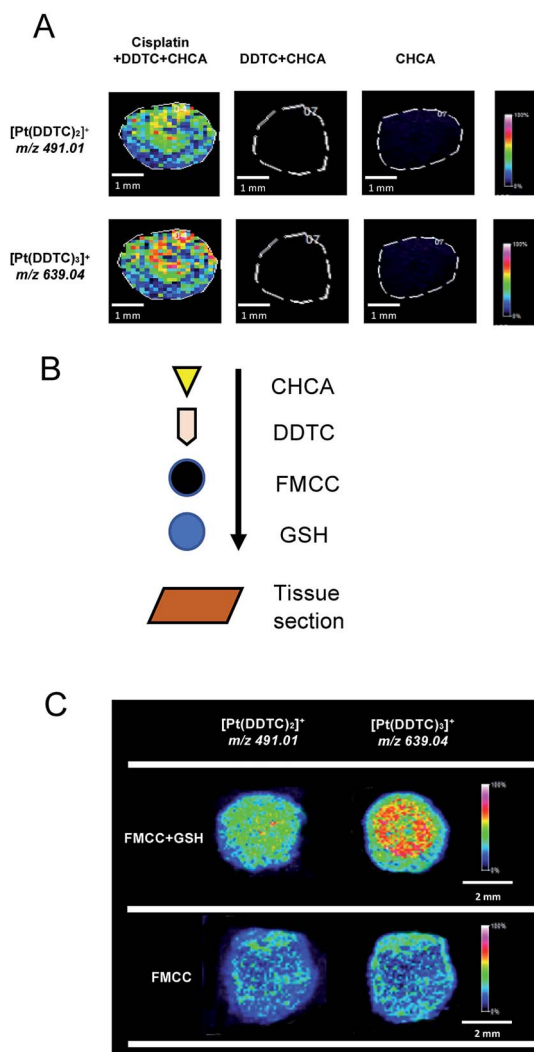 A
Cisplatin
+DDTC+CHCA
DDTC+CHCA
CHCA
[Pt(DDTC)₂]⁺
m/z 491.01
07
07
100%
0%
1 mm
1 mm
1 mm
[Pt(DDTC)₃]⁺
m/z 639.04
07
07
100%
0%
1 mm
1 mm
1 mm
B
CHCA
DDTC
FMCC
GSH
Tissue
section
C
[Pt(DDTC)₂]⁺
m/z 491.01
[Pt(DDTC)₃]⁺
m/z 639.04
FMCC+GSH
100%
0%
2 mm
FMCC
100%
0%
2 mm